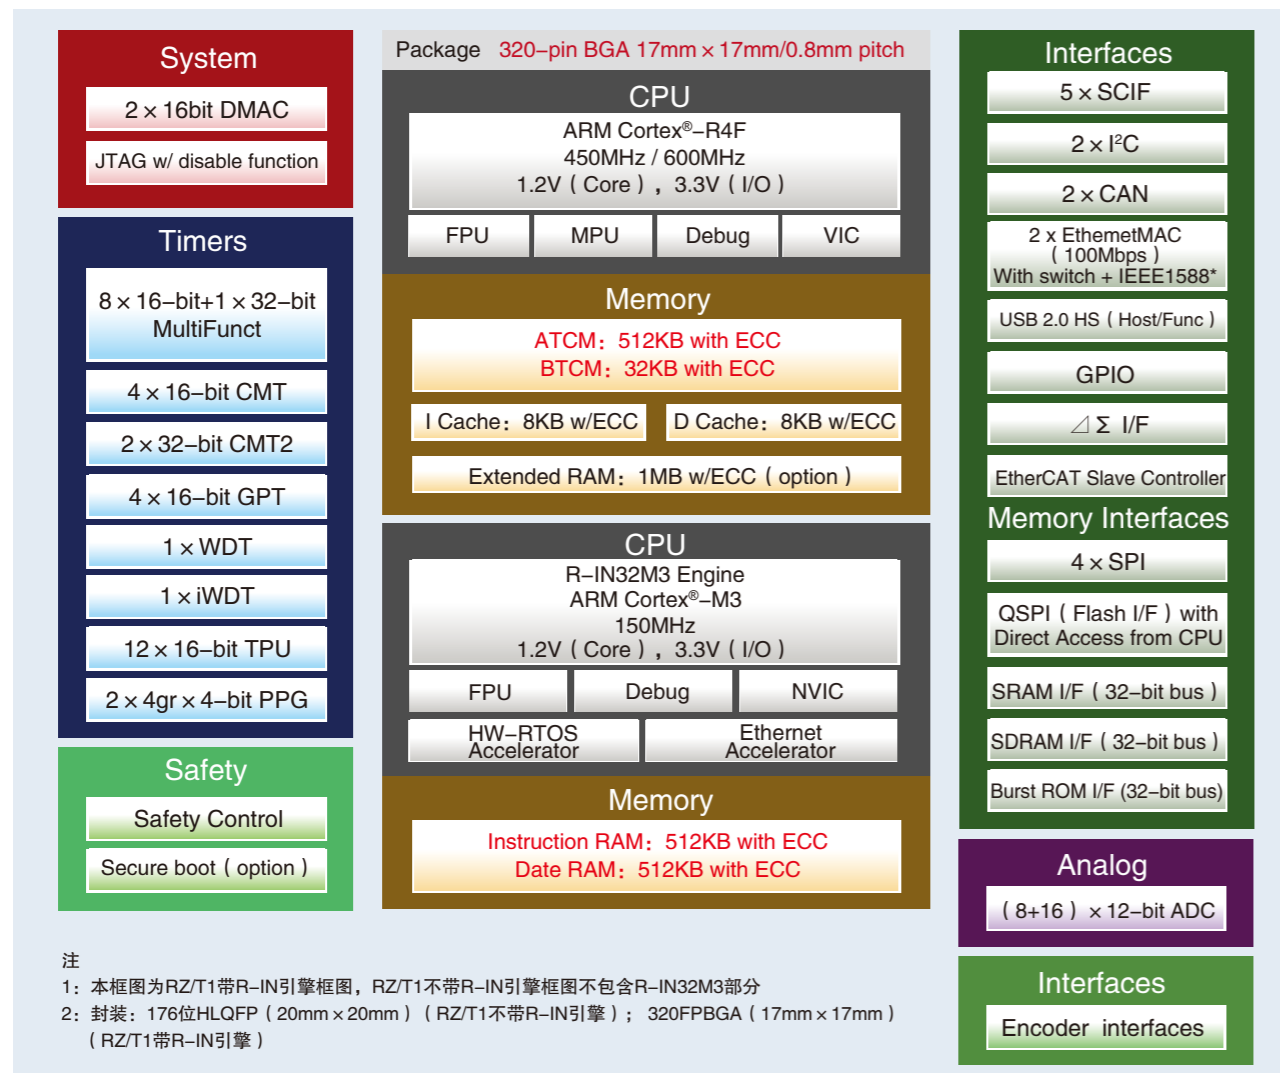 System
2×16bit DMAC
JTAG w/ disable function
Timers
8×16-bit+1×32-bit
MultiFunct
4×16-bit CMT
2×32-bit CMT2
4×16-bit GPT
1×WDT
1×iWDT
12×16-bit TPU
2×4gr×4-bit PPG
Safety
Safety Control
Secure boot（option）
Package 320-pin BGA 17mm×17mm/0.8mm pitch
CPU
ARM Cortex®-R4F
450MHz / 600MHz
1.2V（Core），3.3V（I/O）
FPU MPU Debug VIC
Memory
ATCM：512KB with ECC
BTCM：32KB with ECC
I Cache：8KB w/ECC D Cache：8KB w/ECC
Extended RAM：1MB w/ECC（option）
CPU
R-IN32M3 Engine
ARM Cortex®-M3
150MHz
1.2V（Core），3.3V（I/O）
FPU Debug NVIC
HW-RTOS
Accelerator
Ethernet
Accelerator
Memory
Instruction RAM：512KB with ECC
Date RAM：512KB with ECC
Interfaces
5×SCIF
2×I²C
2×CAN
2 x EthemetMAC
（100Mbps）
With switch + IEEE1588*
USB 2.0 HS（Host/Func）
GPIO
⊿Σ I/F
EtherCAT Slave Controller
Memory Interfaces
4×SPI
QSPI（Flash I/F）with
Direct Access from CPU
SRAM I/F（32-bit bus）
SDRAM I/F（32-bit bus）
Burst ROM I/F (32-bit bus)
Analog
（8+16）×12-bit ADC
Interfaces
Encoder interfaces
注
1：本框图为RZ/T1带R-IN引擎框图，RZ/T1不带R-IN引擎框图不包含R-IN32M3部分
2：封装：176位HLQFP（20mm×20mm）（RZ/T1不带R-IN引擎）；320FPBGA（17mm×17mm）
（RZ/T1带R-IN引擎）